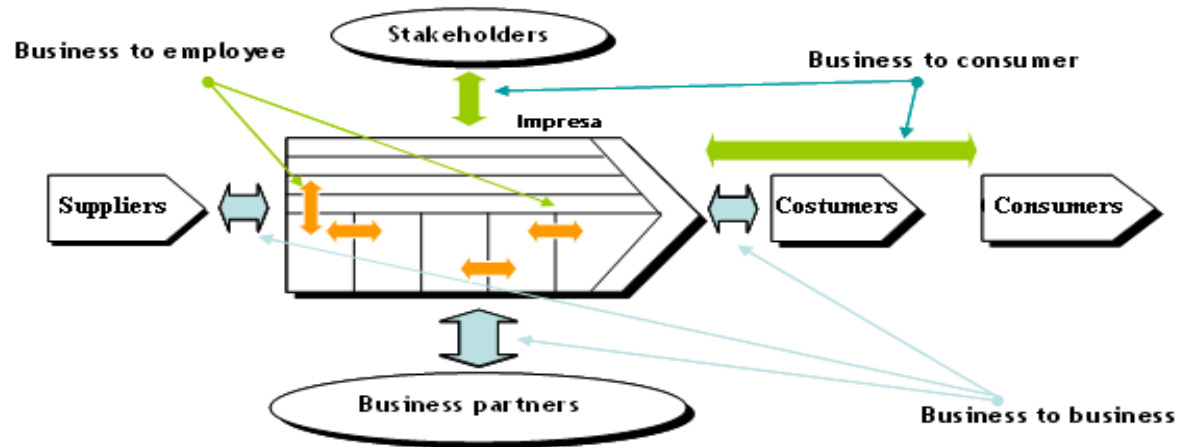 Stakeholders
Business to employee
Business to consumer
Impresa
Suppliers
Costumers
Consumers
Business partners
Business to business